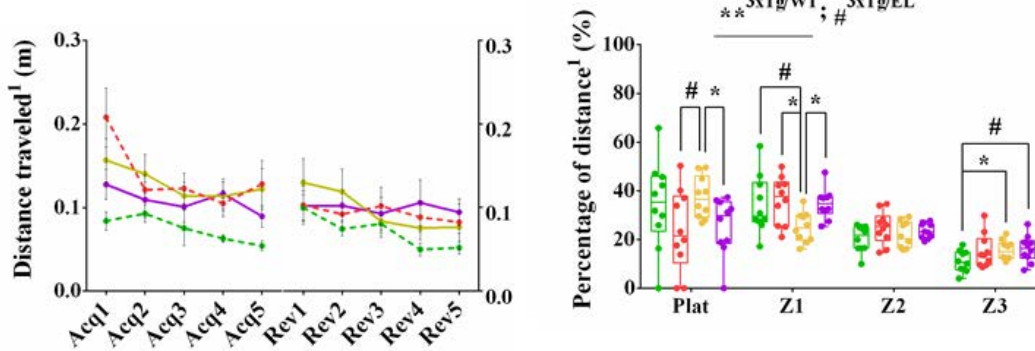 **3xTg/WT; #3xTg/EL
Distance traveled¹ (m)
0.3
0.2
0.1
0.0
0.3
0.2
0.1
0.0
Acq1
Acq2
Acq3
Acq4
Acq5
Rev1
Rev2
Rev3
Rev4
Rev5
Percentage of distance¹ (%)
100
80
60
40
20
0
# *
#
* *
#
*
Plat
Z1
Z2
Z3